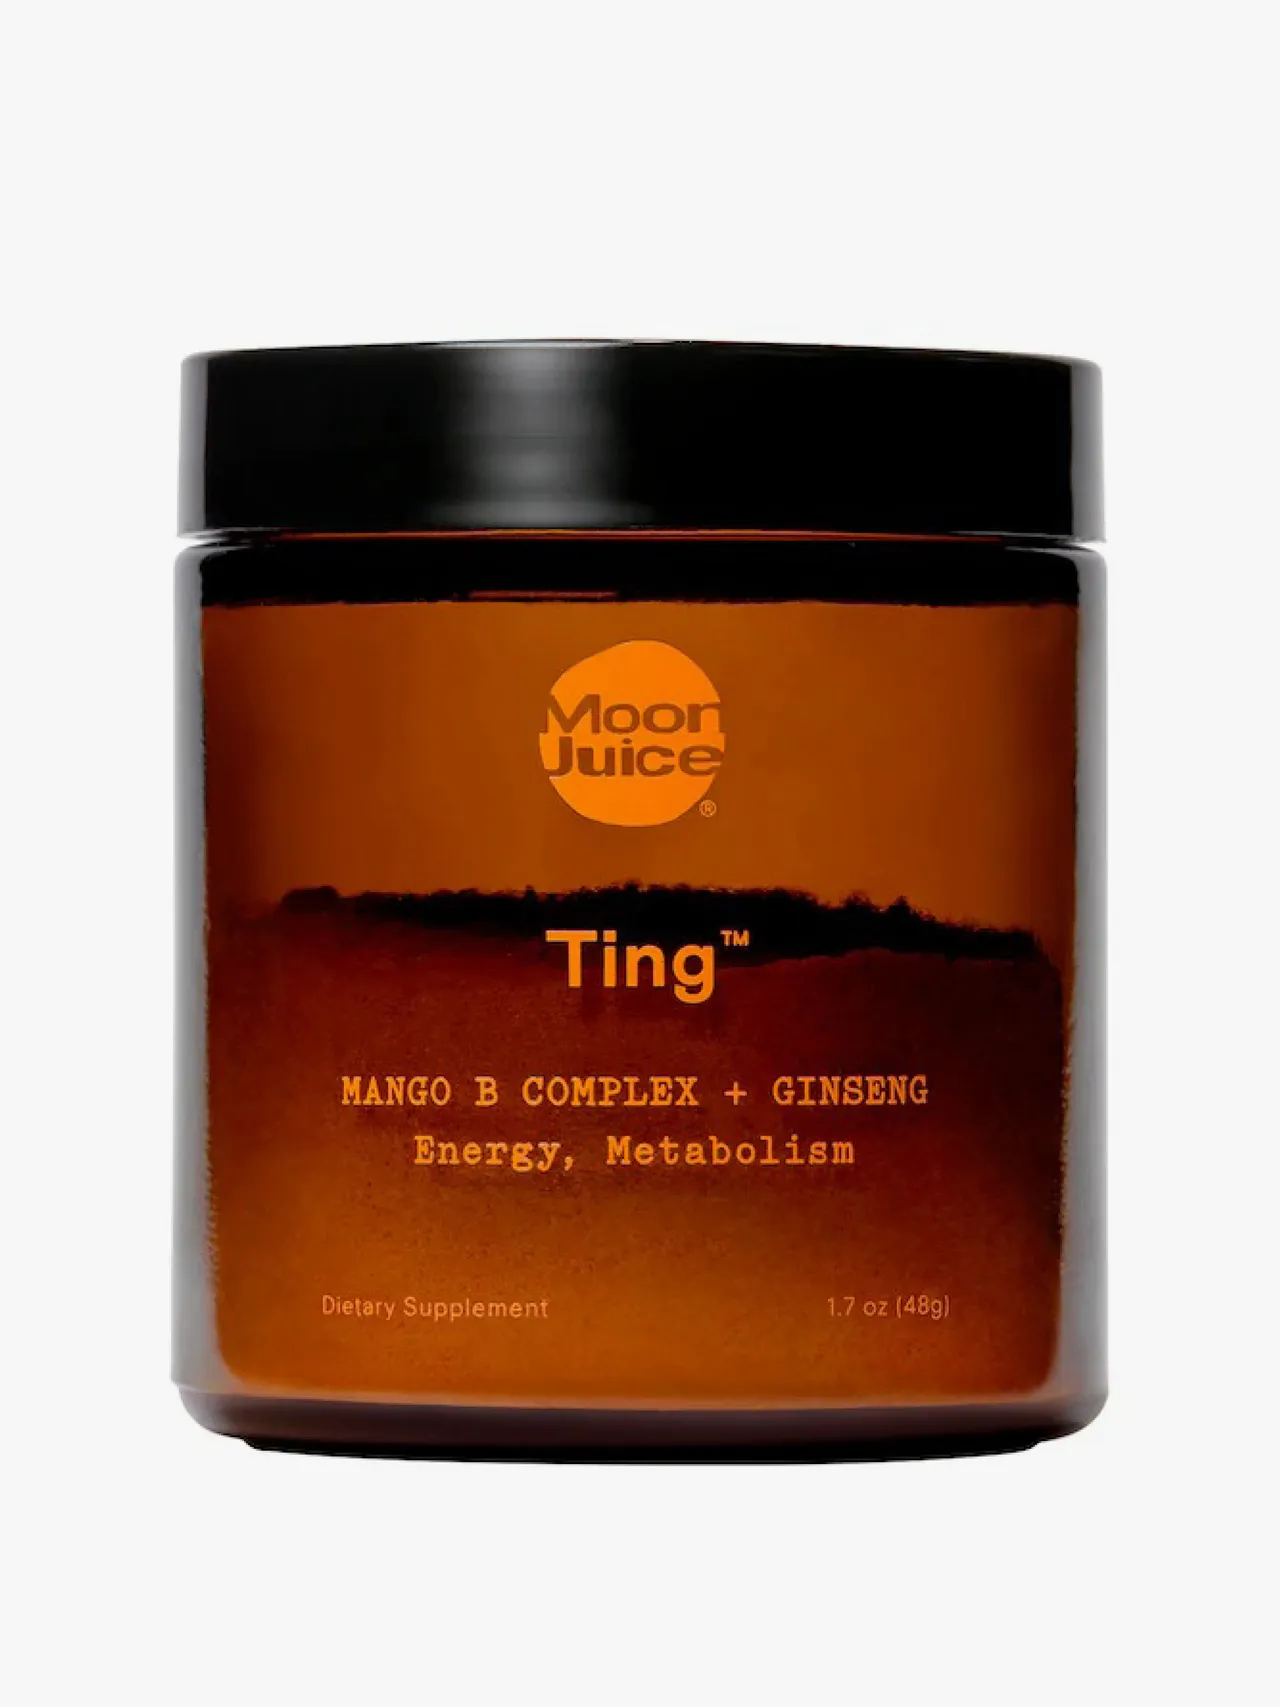 Moon
Juice
®
Ting™
MANGO B COMPLEX + GINSENG
Energy, Metabolism
Dietary Supplement
1.7 oz (48g)